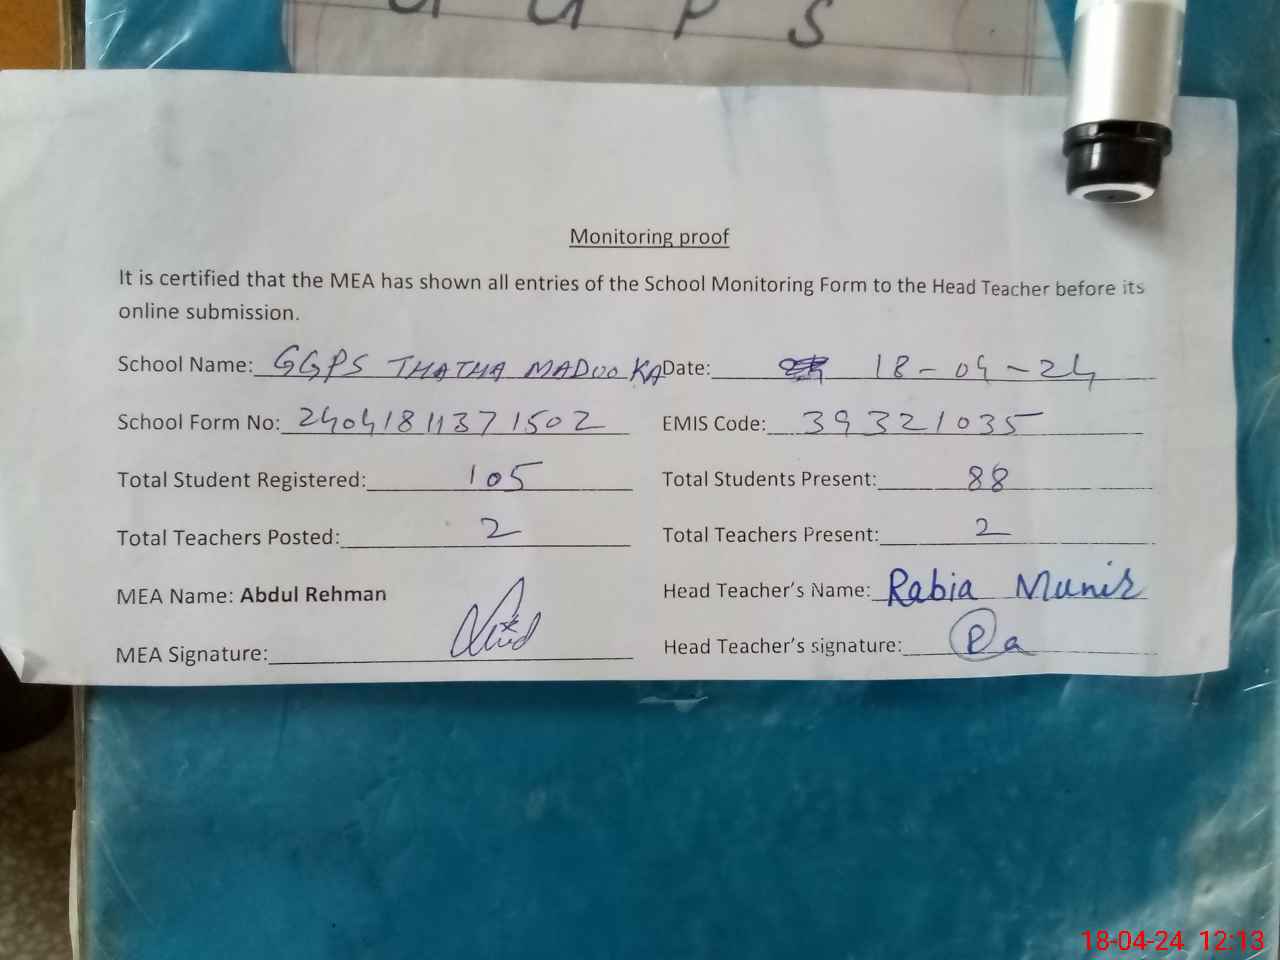 G G P S
Monitoring proof
It is certified that the MEA has shown all entries of the School Monitoring Form to the Head Teacher before its
online submission.
School Name: GGPS THATHA MADOO KA Date: 18-04-24
School Form No: 24041811371502 EMIS Code: 39321035
Total Student Registered: 105 Total Students Present: 88
Total Teachers Posted: 2 Total Teachers Present: 2
MEA Name: Abdul Rehman Head Teacher's Name: Rabia Munir
MEA Signature: Head Teacher's signature: Ra
18-04-24 12:13